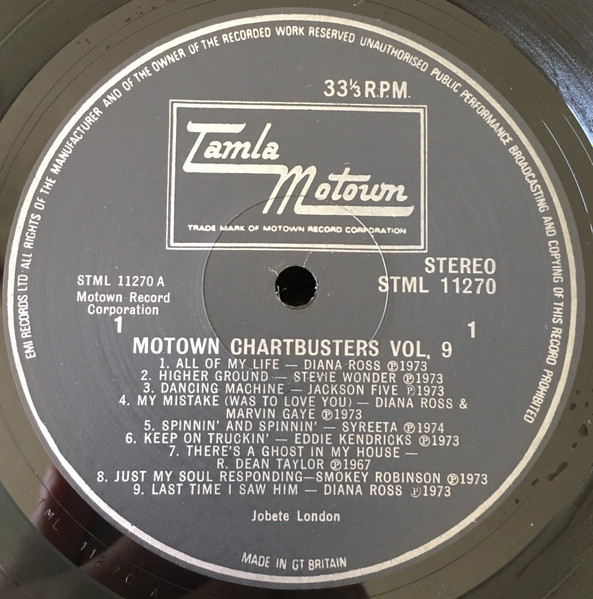 EMI RECORDS LTD ALL RIGHTS OF THE MANUFACTURER AND OF THE OWNER OF THE RECORDED WORK RESERVED UNAUTHORISED PUBLIC PERFORMANCE BROADCASTING AND COPYING OF THIS RECORD PROHIBITED
33⅓ R.P.M.
Tamla
Motown
TRADE MARK OF MOTOWN RECORD CORPORATION
STEREO
STML 11270 A
STML 11270
Motown Record
Corporation
1
1
MOTOWN CHARTBUSTERS VOL. 9
1. ALL OF MY LIFE — DIANA ROSS ℗1973
2. HIGHER GROUND — STEVIE WONDER ℗1973
3. DANCING MACHINE — JACKSON FIVE ℗1973
4. MY MISTAKE (WAS TO LOVE YOU) — DIANA ROSS &
MARVIN GAYE ℗1973
5. SPINNIN' AND SPINNIN' — SYREETA ℗1974
6. KEEP ON TRUCKIN' — EDDIE KENDRICKS ℗1973
7. THERE'S A GHOST IN MY HOUSE —
R. DEAN TAYLOR ℗1967
8. JUST MY SOUL RESPONDING—SMOKEY ROBINSON ℗1973
9. LAST TIME I SAW HIM — DIANA ROSS ℗1973
Jobete London
MADE IN GT BRITAIN